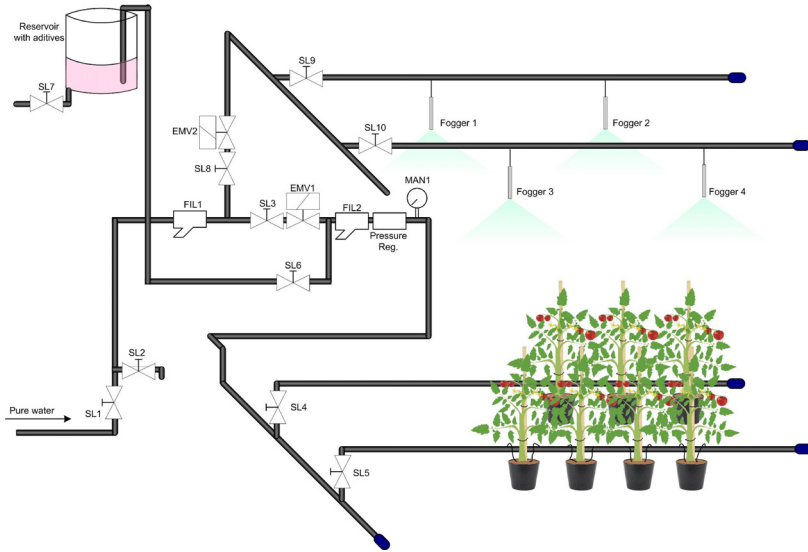 Reservoir
with aditives
SL7
SL9
EMV2
SL10
Fogger 1
Fogger 2
SL8
EMV1
MAN1
FIL1
SL3
FIL2
Fogger 3
Fogger 4
Pressure
Reg.
SL6
SL2
Pure water
SL1
SL4
SL5